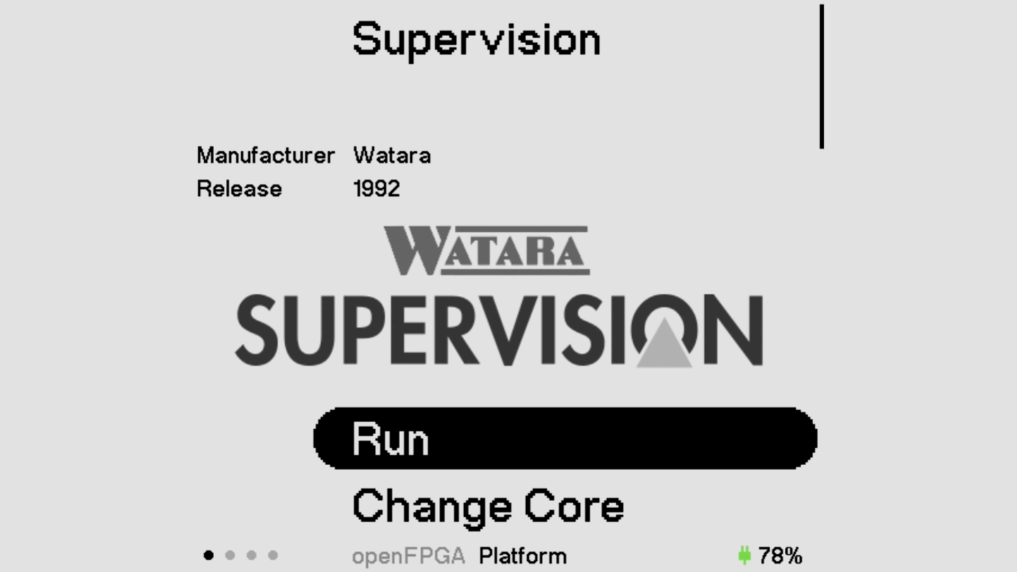 Supervision
Manufacturer Watara
Release 1992
WATARA
SUPERVISION
Run
Change Core
openFPGA Platform 78%